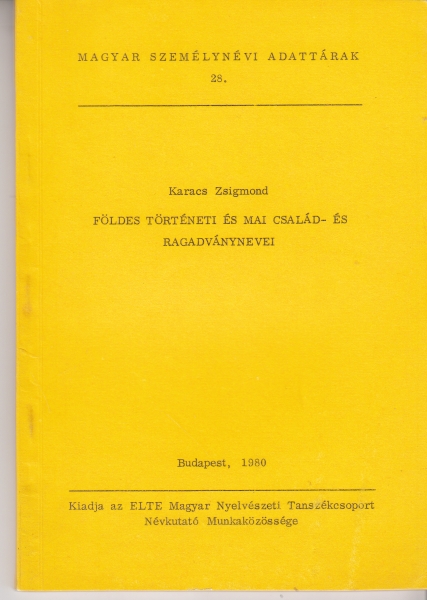 MAGYAR SZEMÉLYNÉVI ADATTÁRAK
28.
Karacs Zsigmond
FÖLDES TÖRTÉNETI ÉS MAI CSALÁD- ÉS
RAGADVÁNYNEVEI
Budapest, 1980
Kiadja az ELTE Magyar Nyelvészeti Tanszékcsoport
Névkutató Munkaközössége